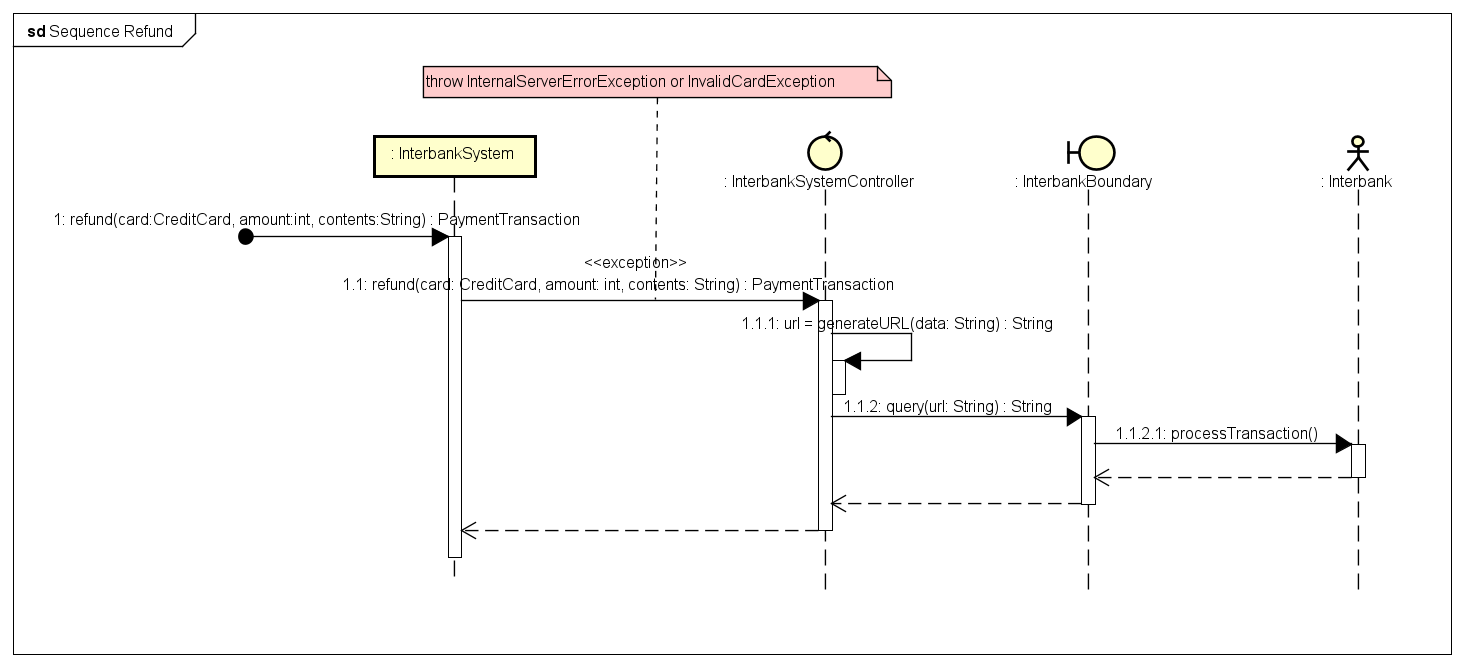 sd Sequence Refund
throw InternalServerErrorException or InvalidCardException
: InterbankSystem
: InterbankSystemController
: InterbankBoundary
: Interbank
1: refund(card:CreditCard, amount:int, contents:String) : PaymentTransaction
<<exception>>
1.1: refund(card: CreditCard, amount: int, contents: String) : PaymentTransaction
1.1.1: url = generateURL(data: String) : String
1.1.2: query(url: String) : String
1.1.2.1: processTransaction()